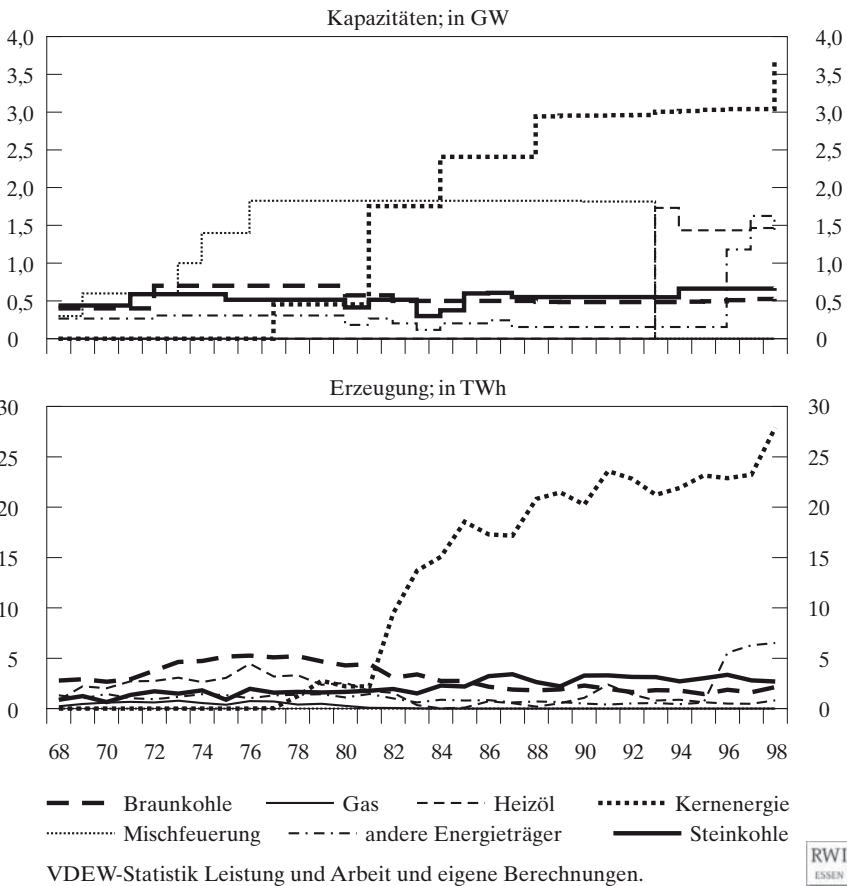 Kapazitäten; in GW
4,0 4,0
3,5 3,5
3,0 3,0
2,5 2,5
2,0 2,0
1,5 1,5
1,0 1,0
0,5 0,5
0 0
Erzeugung; in TWh
30 30
25 25
20 20
15 15
10 10
5 5
0 0
68 70 72 74 76 78 80 82 84 86 88 90 92 94 96 98
Braunkohle Gas Heizöl Kernenergie
Mischfeuerung andere Energieträger Steinkohle
VDEW-Statistik Leistung und Arbeit und eigene Berechnungen.
RWI
ESSEN